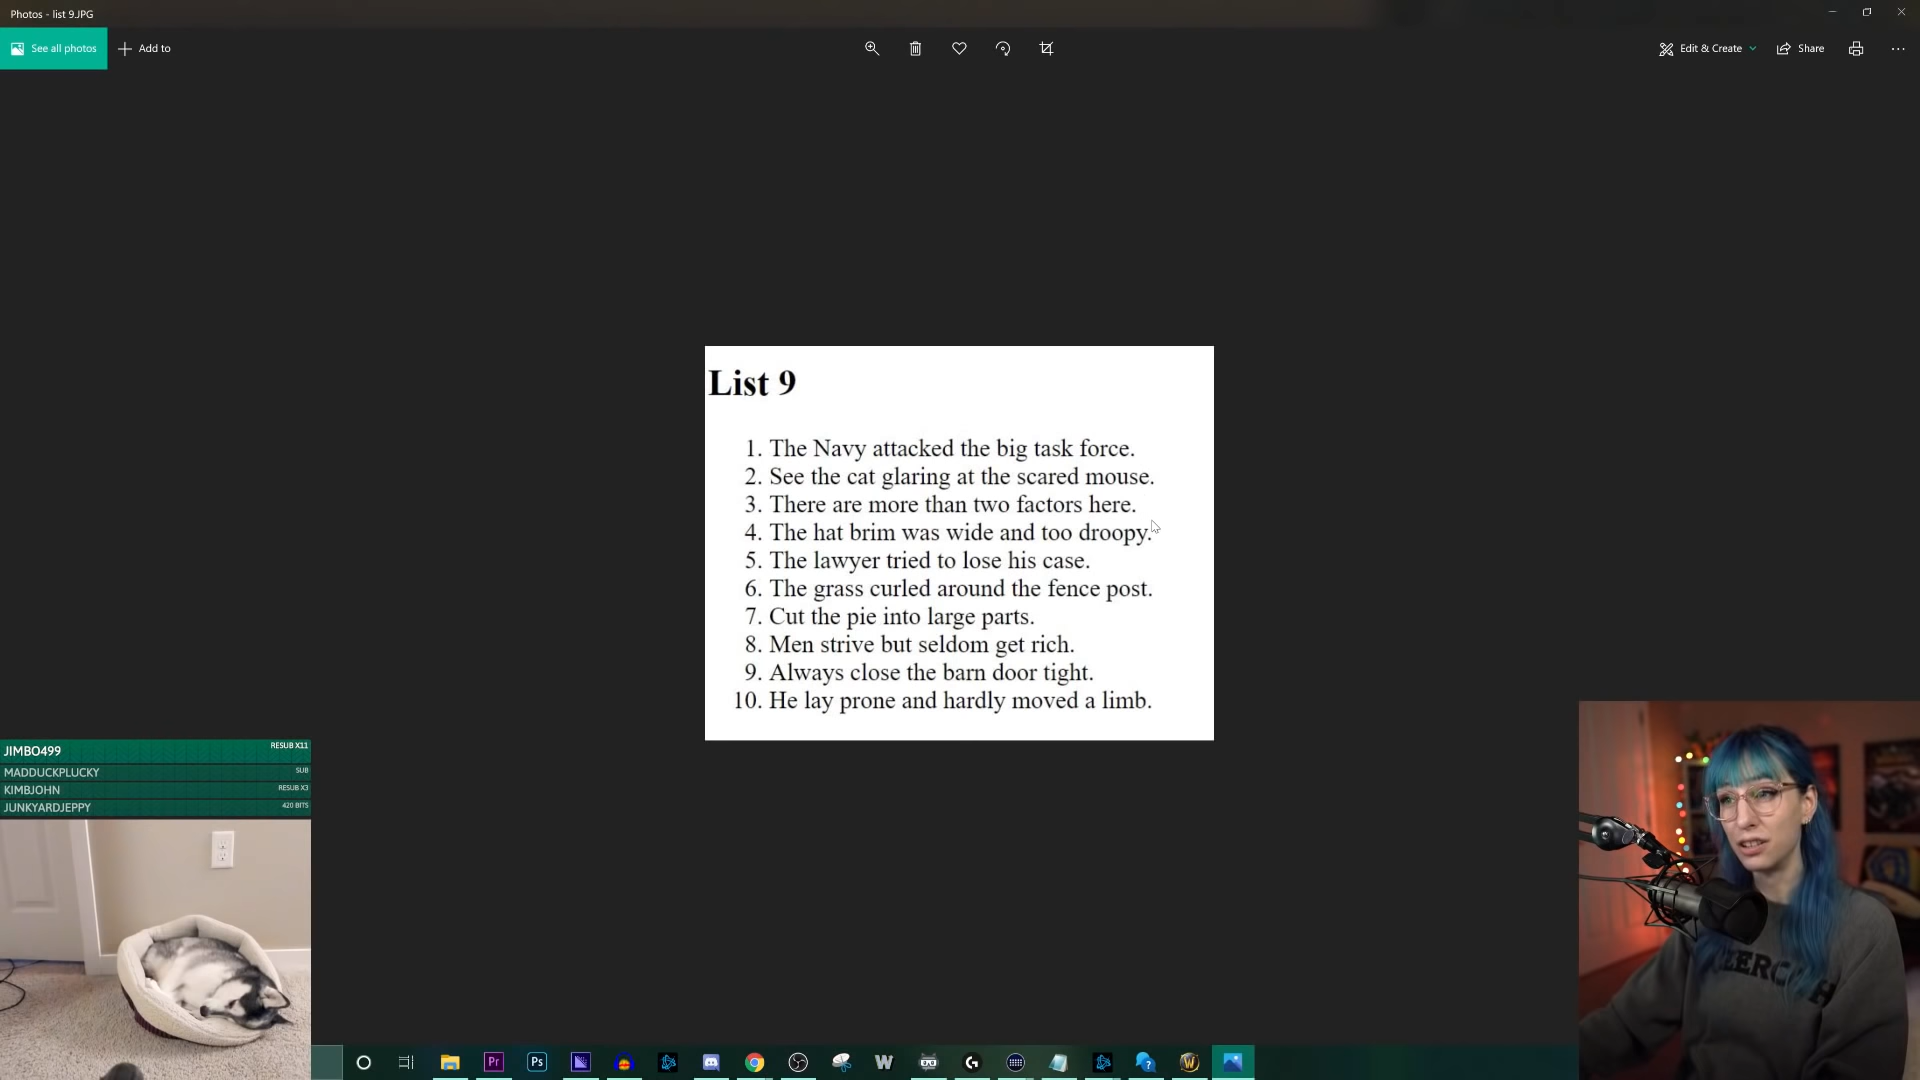 Photos - list 9.JPG
See all photos
Add to
Edit & Create
Share
List 9
1. The Navy attacked the big task force.
2. See the cat glaring at the scared mouse.
3. There are more than two factors here.
4. The hat brim was wide and too droopy.
5. The lawyer tried to lose his case.
6. The grass curled around the fence post.
7. Cut the pie into large parts.
8. Men strive but seldom get rich.
9. Always close the barn door tight.
10. He lay prone and hardly moved a limb.
JIMBO499 RESUB X11
MADDUCKPLUCKY SUB
KIMBJOHN RESUB X3
JUNKYARDJEPPY 420 BITS
Pr
Ps
W